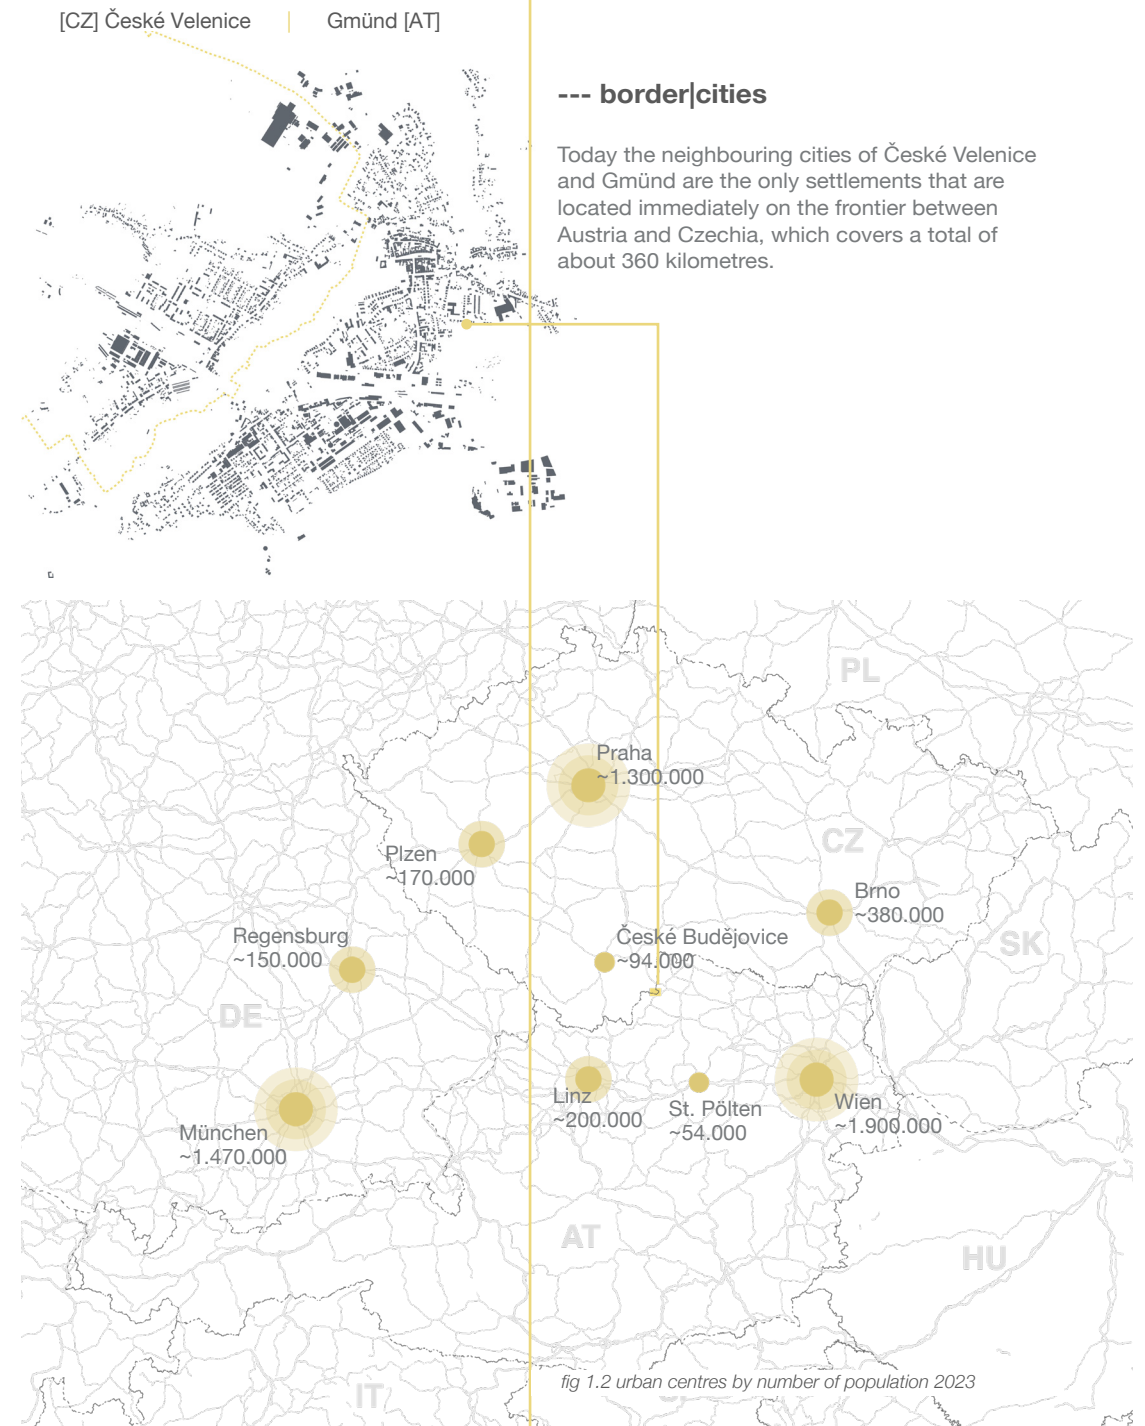 [CZ] České Velenice | Gmünd [AT]
--- border|cities
Today the neighbouring cities of České Velenice
and Gmünd are the only settlements that are
located immediately on the frontier between
Austria and Czechia, which covers a total of
about 360 kilometres.
PL
Praha
~1.300.000
CZ
Plzen
~170.000
Brno
~380.000
Regensburg
~150.000
České Budějovice
~94.000
SK
DE
Linz
~200.000
St. Pölten
~54.000
Wien
~1.900.000
München
~1.470.000
AT
HU
IT
fig 1.2 urban centres by number of population 2023